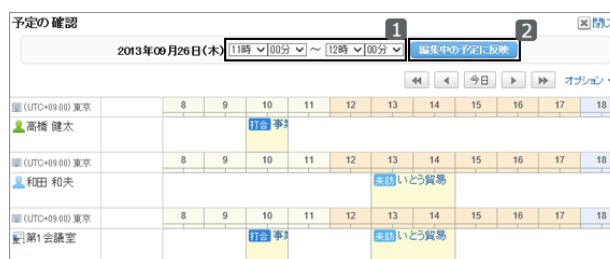 予定の確認 閉じ
1 2
2013年09月26日(木) 11時 00分 ～ 12時 00分 編集中の予定に反映
今日 オプション
(UTC+09:00) 東京 8 9 10 11 12 13 14 15 16 17 18
高橋 健太 打合 事業
(UTC+09:00) 東京 8 9 10 11 12 13 14 15 16 17 18
和田 和夫 来訪 いとう貿易
(UTC+09:00) 東京 8 9 10 11 12 13 14 15 16 17 18
第1会議室 打合 事業 来訪 いとう貿易